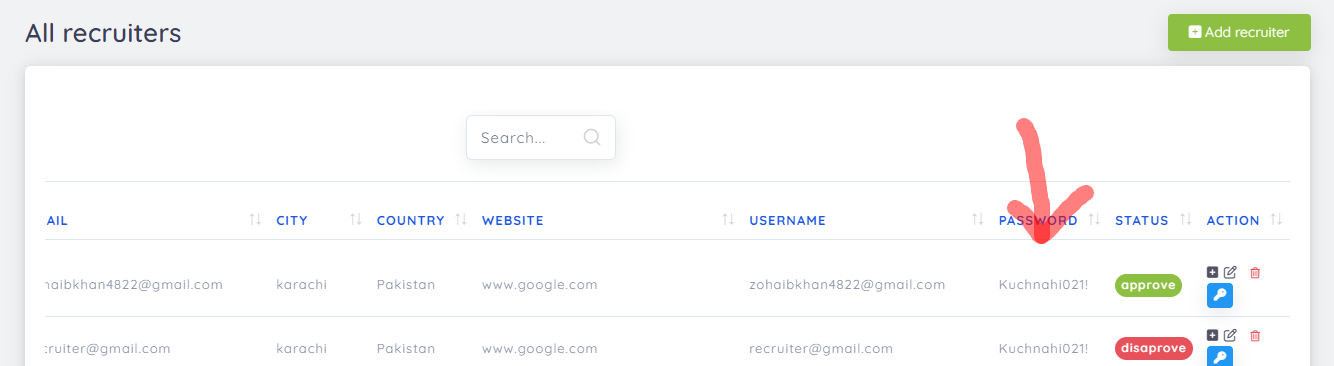 All recruiters
Add recruiter
Search...
AIL CITY COUNTRY WEBSITE USERNAME PASSWORD STATUS ACTION
haibkhan4822@gmail.com karachi Pakistan www.google.com zohaibkhan4822@gmail.com Kuchnahi021! approve
cruiter@gmail.com karachi Pakistan www.google.com recruiter@gmail.com Kuchnahi021! disaprove